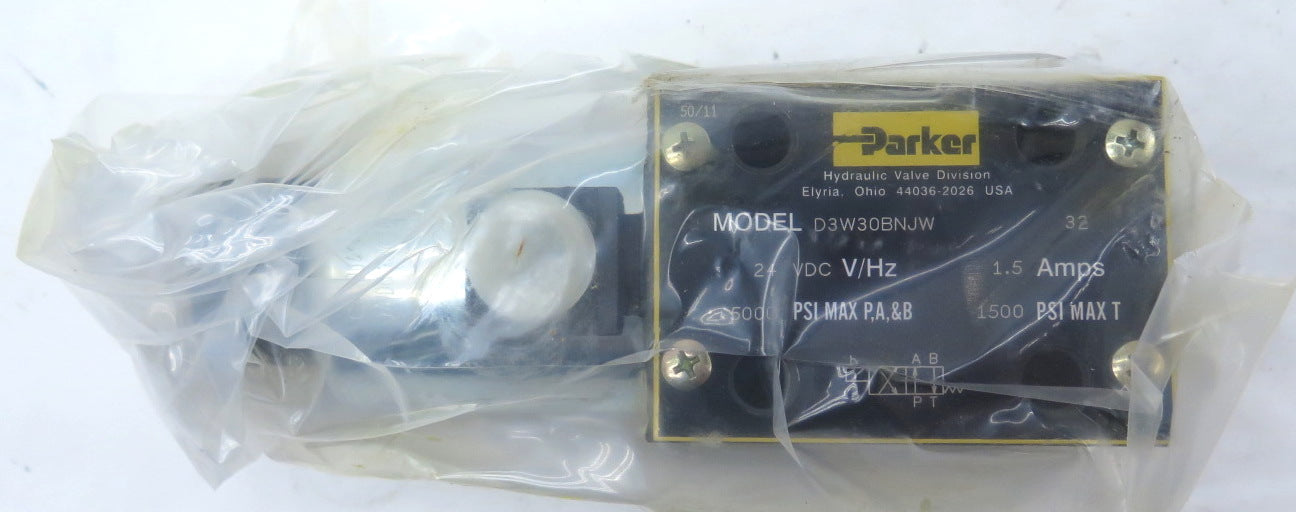 50/11
Parker
Hydraulic Valve Division
Elyria, Ohio 44036-2026 USA
MODEL D3W30BNJW 32
24 VDC V/Hz 1.5 Amps
5000 PSI MAX P,A,&B 1500 PSI MAX T
A B
P T